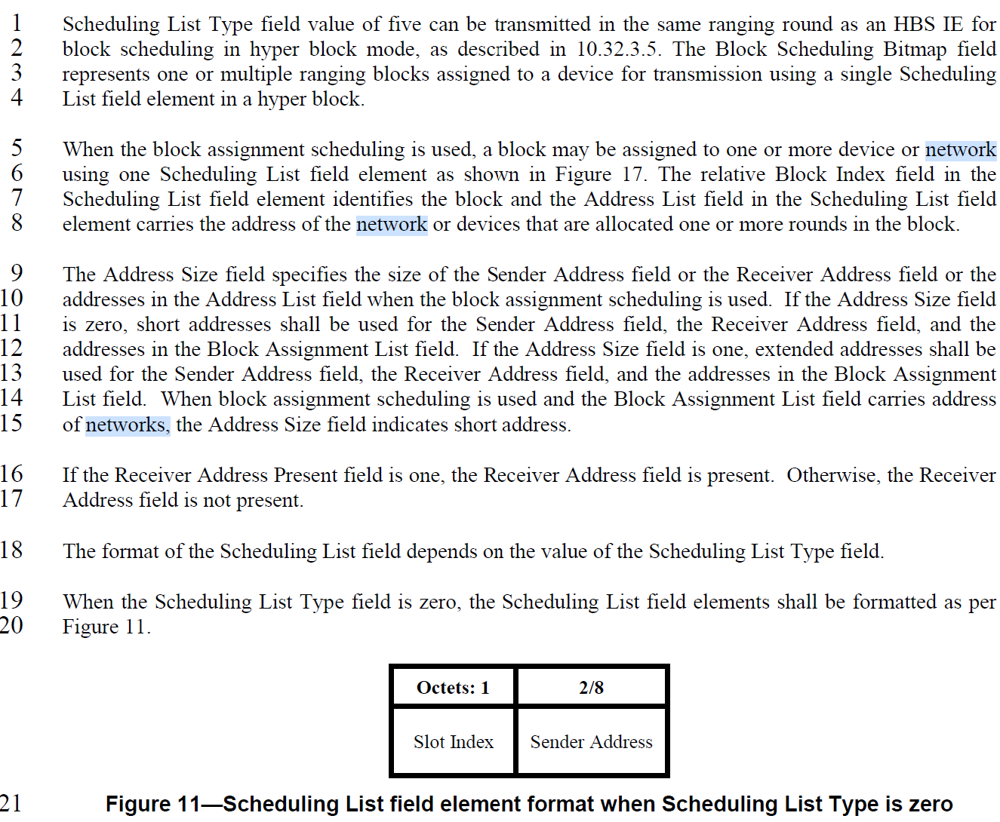 1 Scheduling List Type field value of five can be transmitted in the same ranging round as an HBS IE for
2 block scheduling in hyper block mode, as described in 10.32.3.5. The Block Scheduling Bitmap field
3 represents one or multiple ranging blocks assigned to a device for transmission using a single Scheduling
4 List field element in a hyper block.
5 When the block assignment scheduling is used, a block may be assigned to one or more device or network
6 using one Scheduling List field element as shown in Figure 17. The relative Block Index field in the
7 Scheduling List field element identifies the block and the Address List field in the Scheduling List field
8 element carries the address of the network or devices that are allocated one or more rounds in the block.
9 The Address Size field specifies the size of the Sender Address field or the Receiver Address field or the
10 addresses in the Address List field when the block assignment scheduling is used. If the Address Size field
11 is zero, short addresses shall be used for the Sender Address field, the Receiver Address field, and the
12 addresses in the Block Assignment List field. If the Address Size field is one, extended addresses shall be
13 used for the Sender Address field, the Receiver Address field, and the addresses in the Block Assignment
14 List field. When block assignment scheduling is used and the Block Assignment List field carries address
15 of networks, the Address Size field indicates short address.
16 If the Receiver Address Present field is one, the Receiver Address field is present. Otherwise, the Receiver
17 Address field is not present.
18 The format of the Scheduling List field depends on the value of the Scheduling List Type field.
19 When the Scheduling List Type field is zero, the Scheduling List field elements shall be formatted as per
20 Figure 11.
Octets: 1 2/8
Slot Index Sender Address
21 Figure 11—Scheduling List field element format when Scheduling List Type is zero